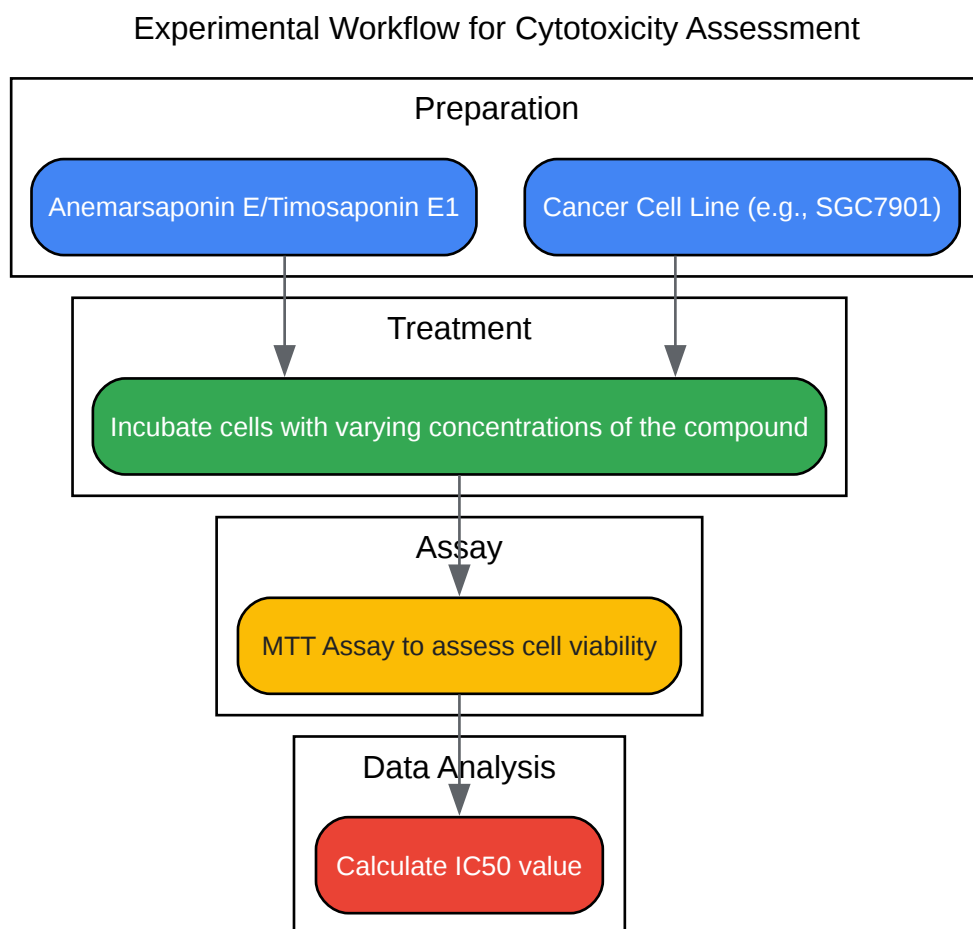 Experimental Workflow for Cytotoxicity Assessment
Preparation
Anemarsaponin E/Timosaponin E1
Cancer Cell Line (e.g., SGC7901)
Treatment
Incubate cells with varying concentrations of the compound
Assay
MTT Assay to assess cell viability
Data Analysis
Calculate IC50 value